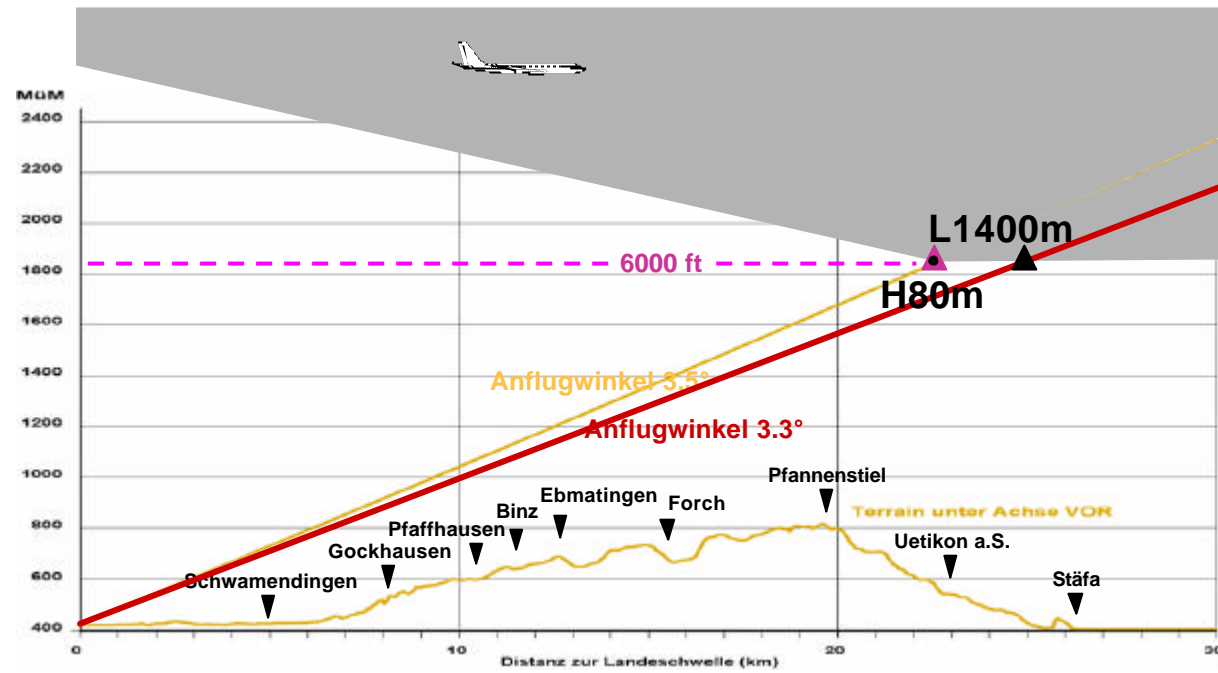 MüM
2400
2200
2000
L1400m
1800
6000 ft
H80m
1600
1400
Anflugwinkel 3.5°
1200
Anflugwinkel 3.3°
1000
Pfannenstiel
Ebmatingen
Forch
Binz
Terrain unter Achse VOR
800
Pfaffhausen
Uetikon a.S.
Gockhausen
600
Schwamendingen
Stäfa
400
0
10
20
30
Distanz zur Landeschwelle (km)